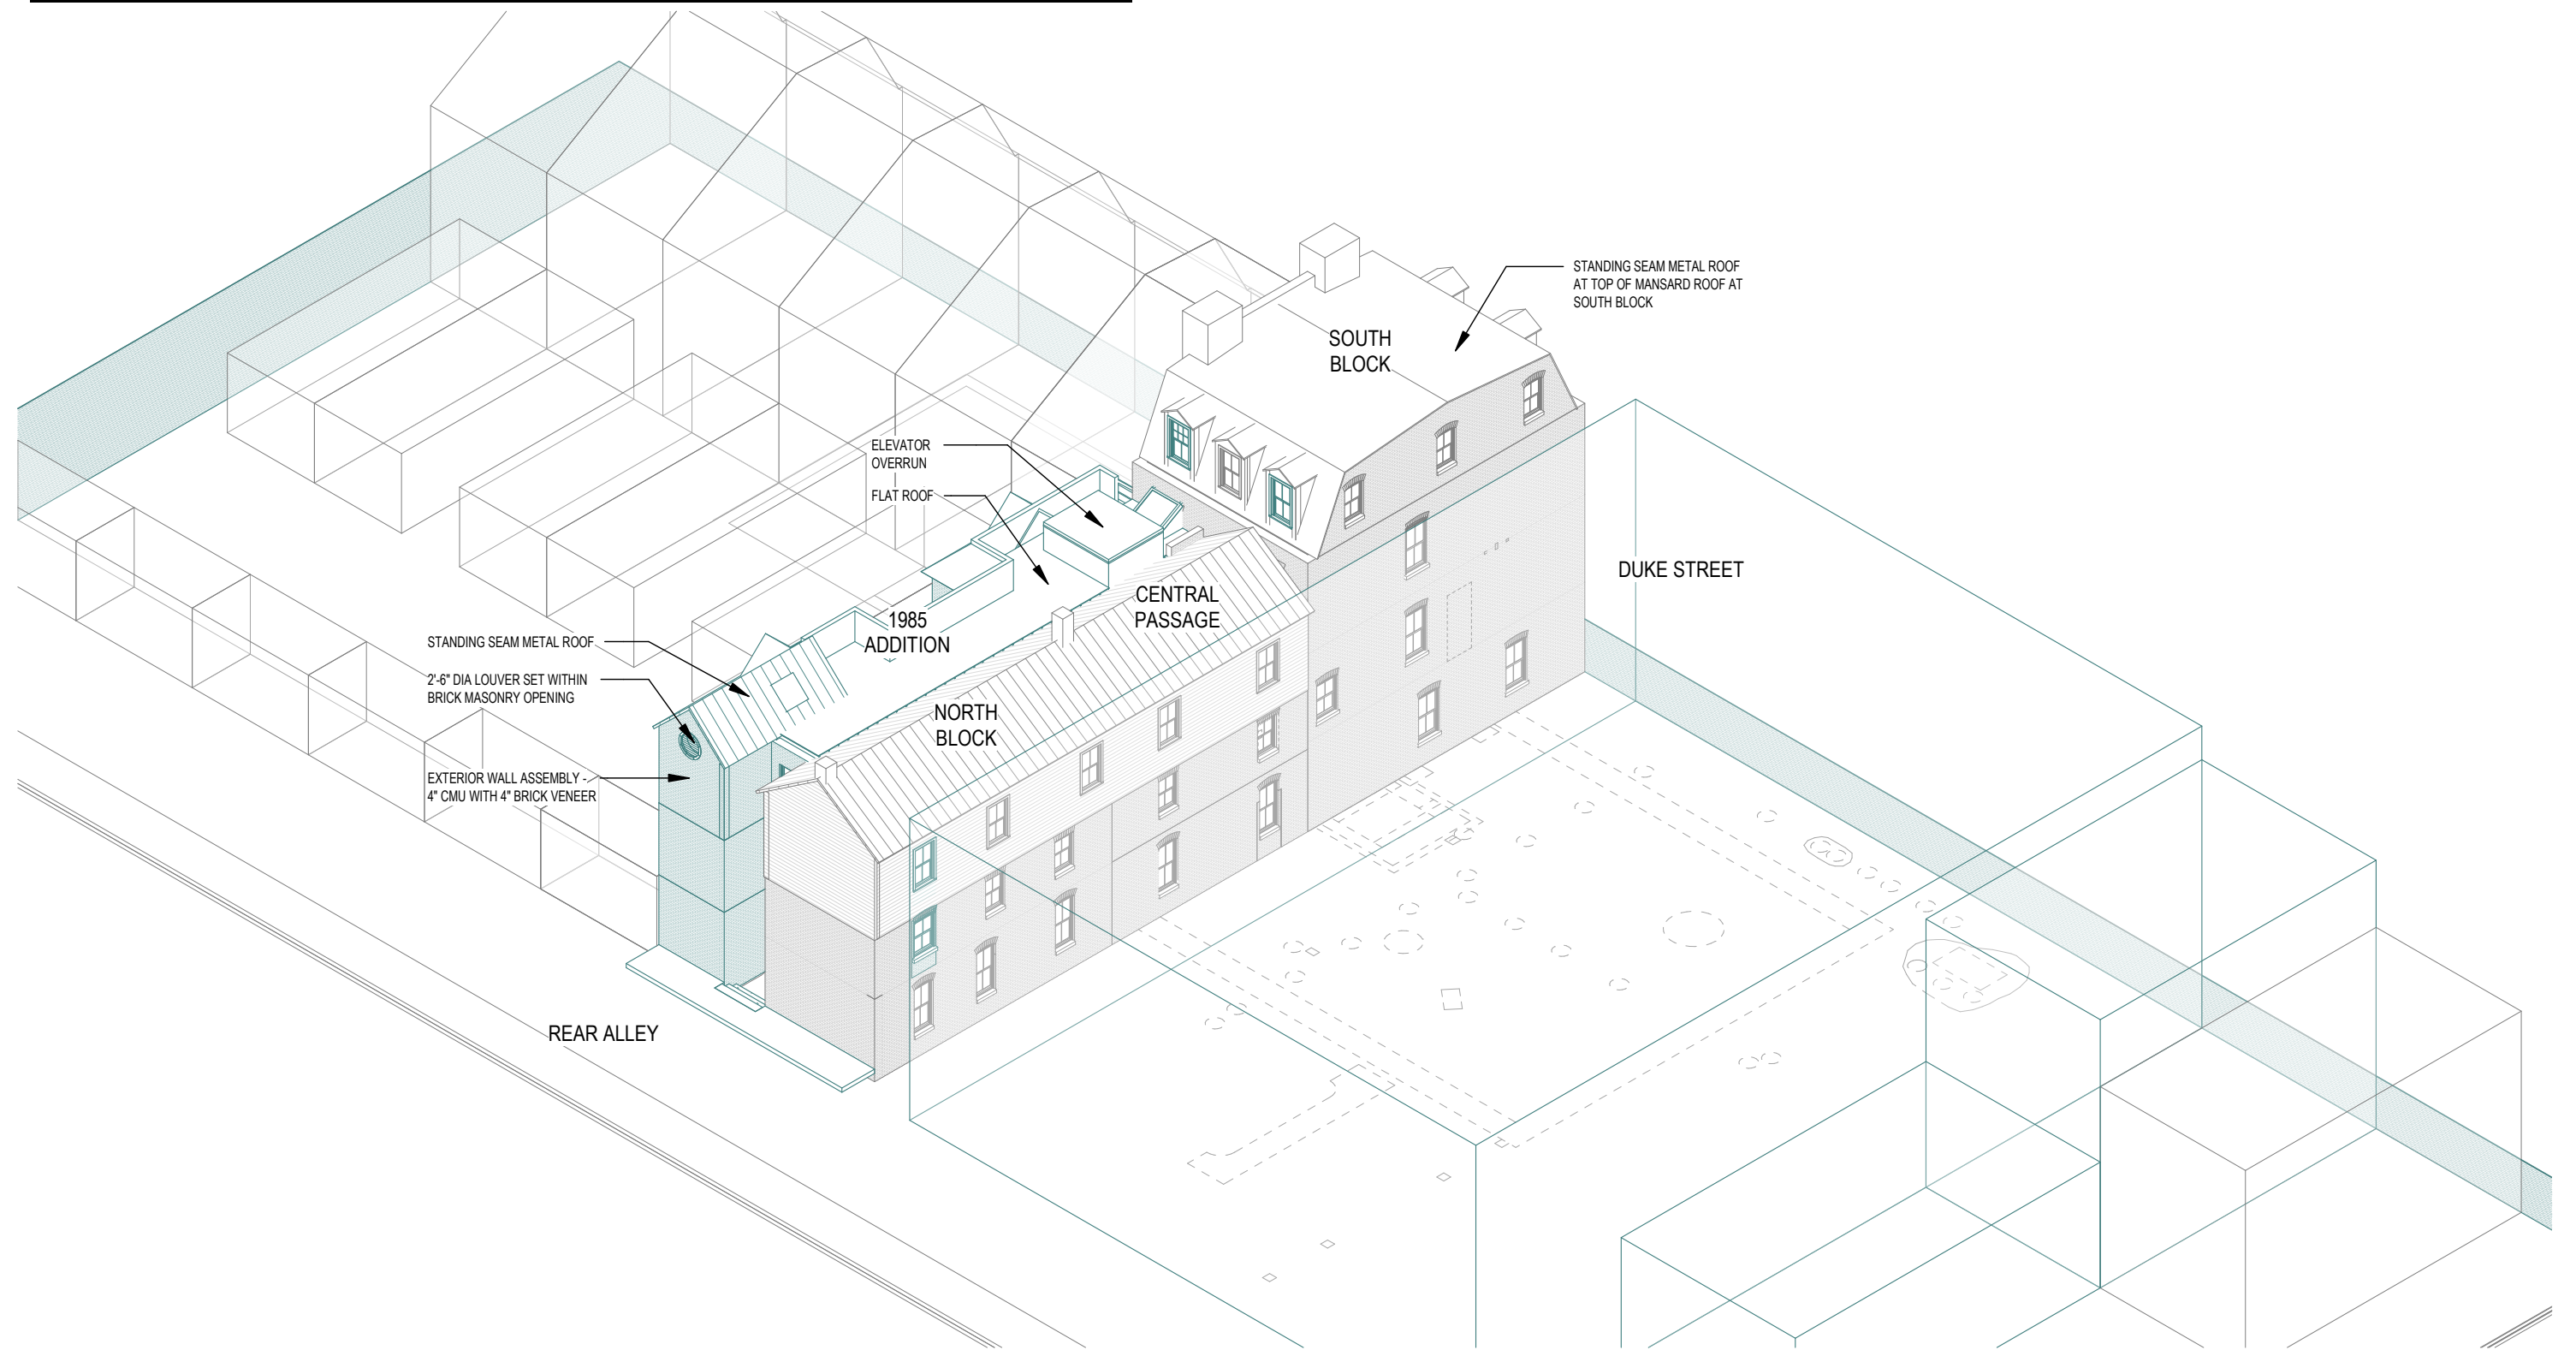 STANDING SEAM METAL ROOF
AT TOP OF MANSARD ROOF AT
SOUTH BLOCK
SOUTH
BLOCK
ELEVATOR
OVERRUN
FLAT ROOF
DUKE STREET
CENTRAL
PASSAGE
1985
ADDITION
STANDING SEAM METAL ROOF
2'-6" DIA LOUVER SET WITHIN
BRICK MASONRY OPENING
NORTH
BLOCK
EXTERIOR WALL ASSEMBLY -
4" CMU WITH 4" BRICK VENEER
REAR ALLEY